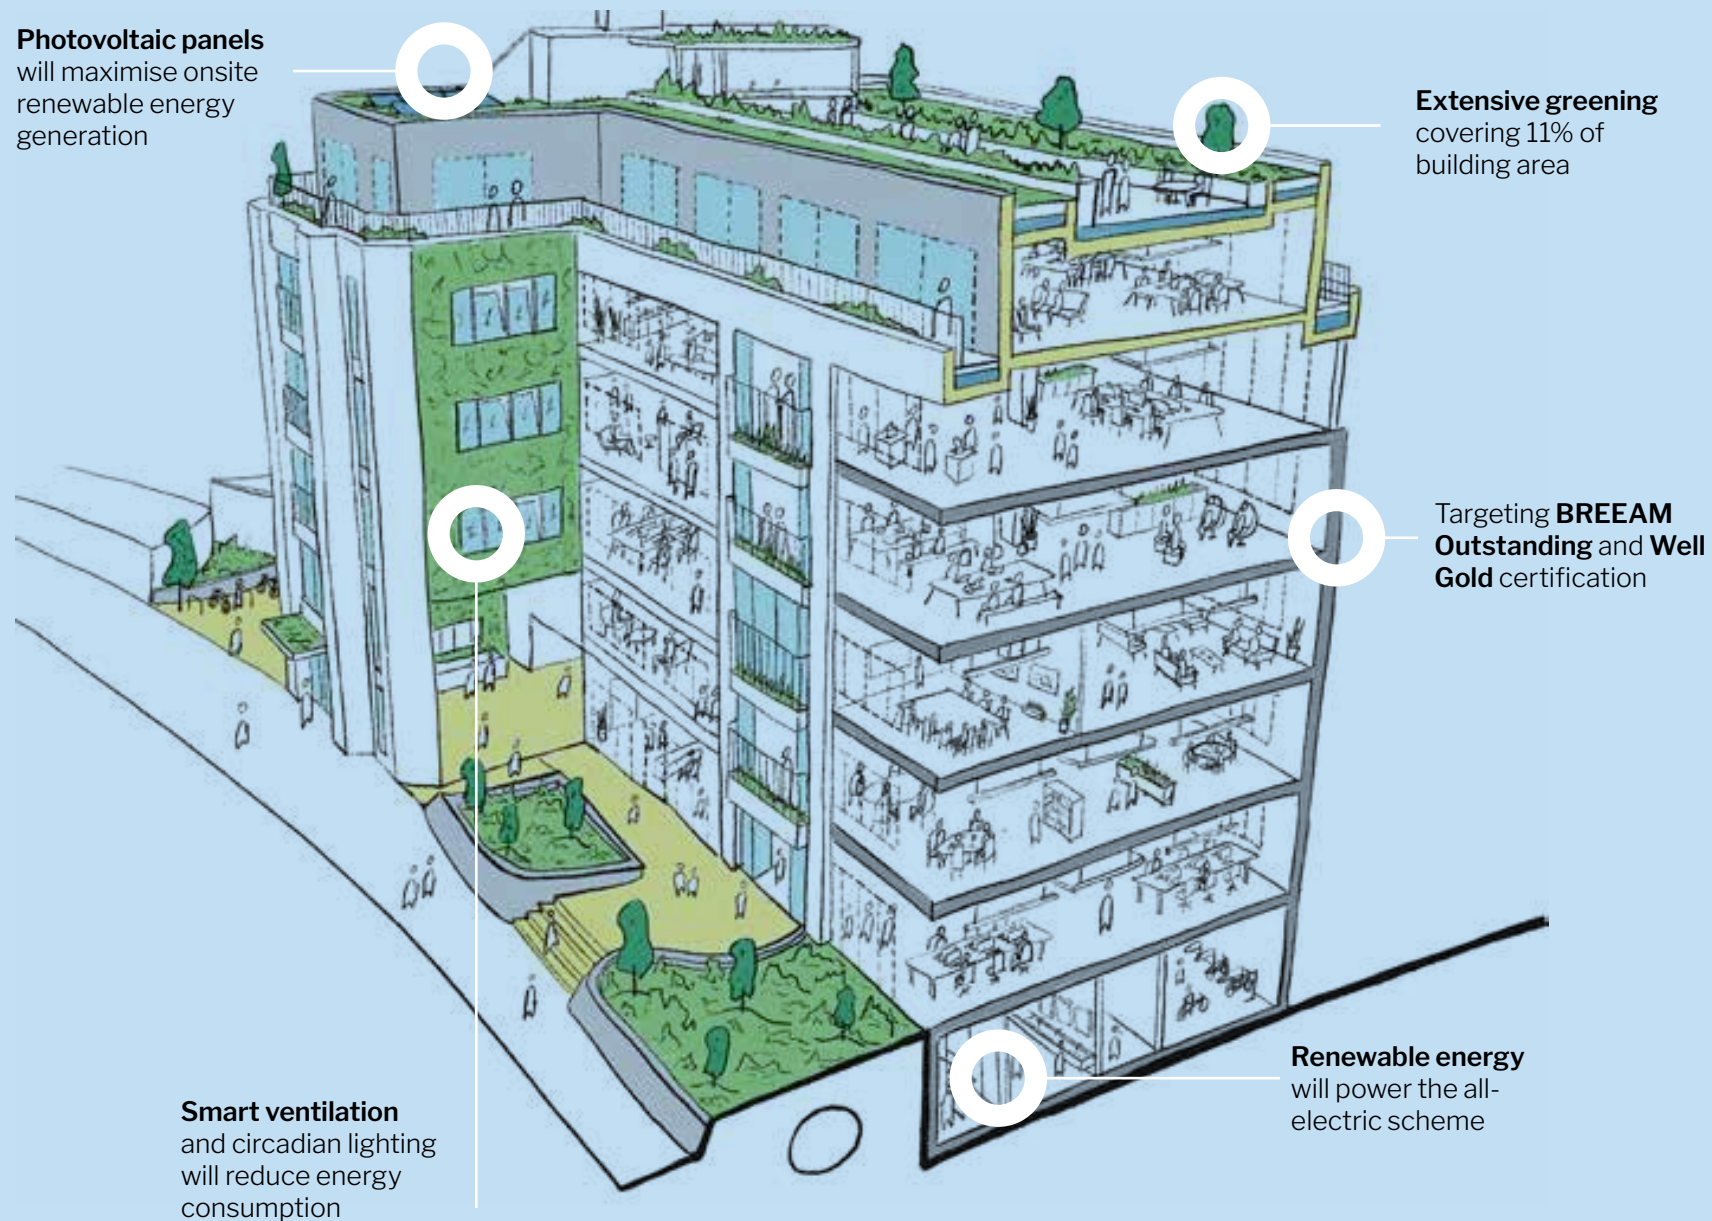 Photovoltaic panels
will maximise onsite
renewable energy
generation
Extensive greening
covering 11% of
building area
Targeting BREEAM
Outstanding and Well
Gold certification
Renewable energy
will power the all-
electric scheme
Smart ventilation
and circadian lighting
will reduce energy
consumption